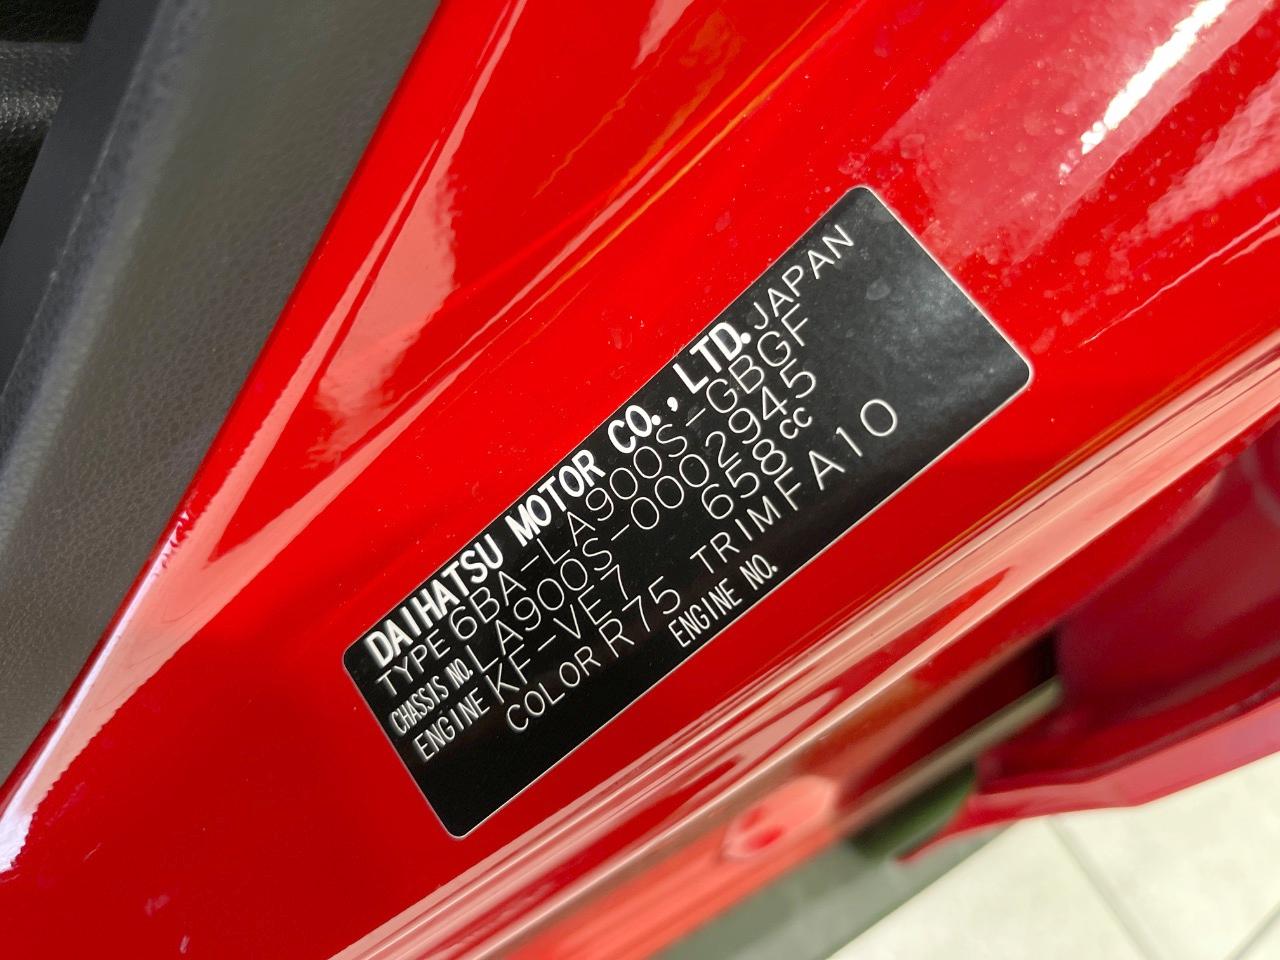 DAIHATSU MOTOR CO., LTD. JAPAN
TYPE 6BA-LA900S-GBGF
CHASSIS NO. LA900S-0002945
ENGINE KF-VE7 658cc
COLOR R75 TRIM FA10
ENGINE NO.